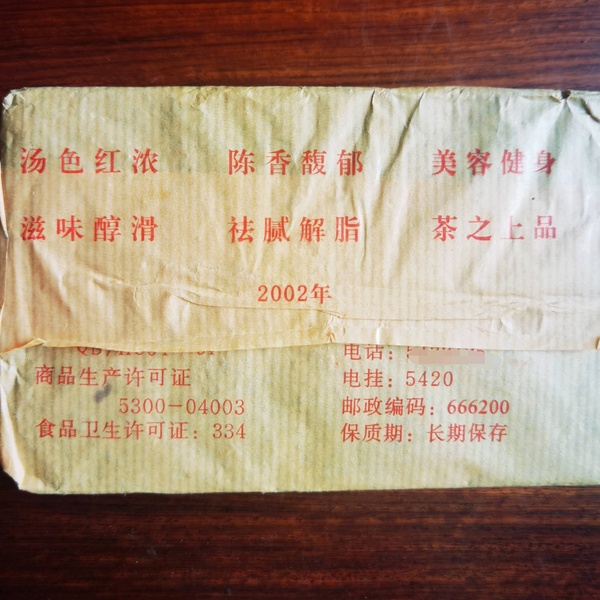 汤色红浓 陈香馥郁 美容健身
滋味醇滑 祛腻解脂 茶之上品
2002年
电话：
商品生产许可证
电挂：5420
5300-04003
邮政编码：666200
食品卫生许可证：334
保质期：长期保存